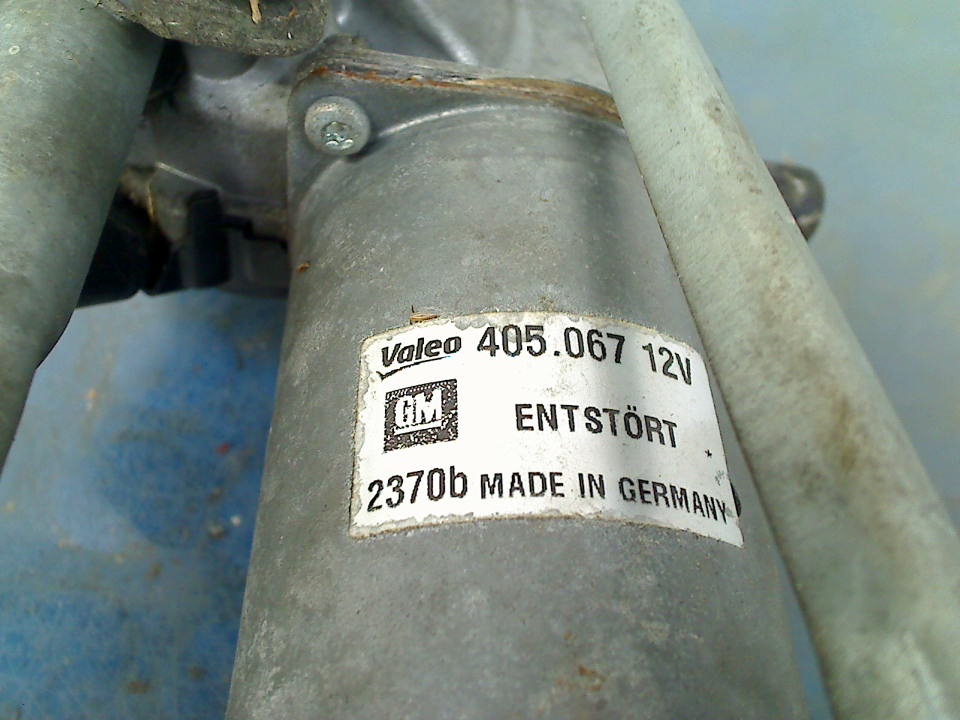 Valeo 405.067 12V
GM ENTSTÖRT
2370b MADE IN GERMANY